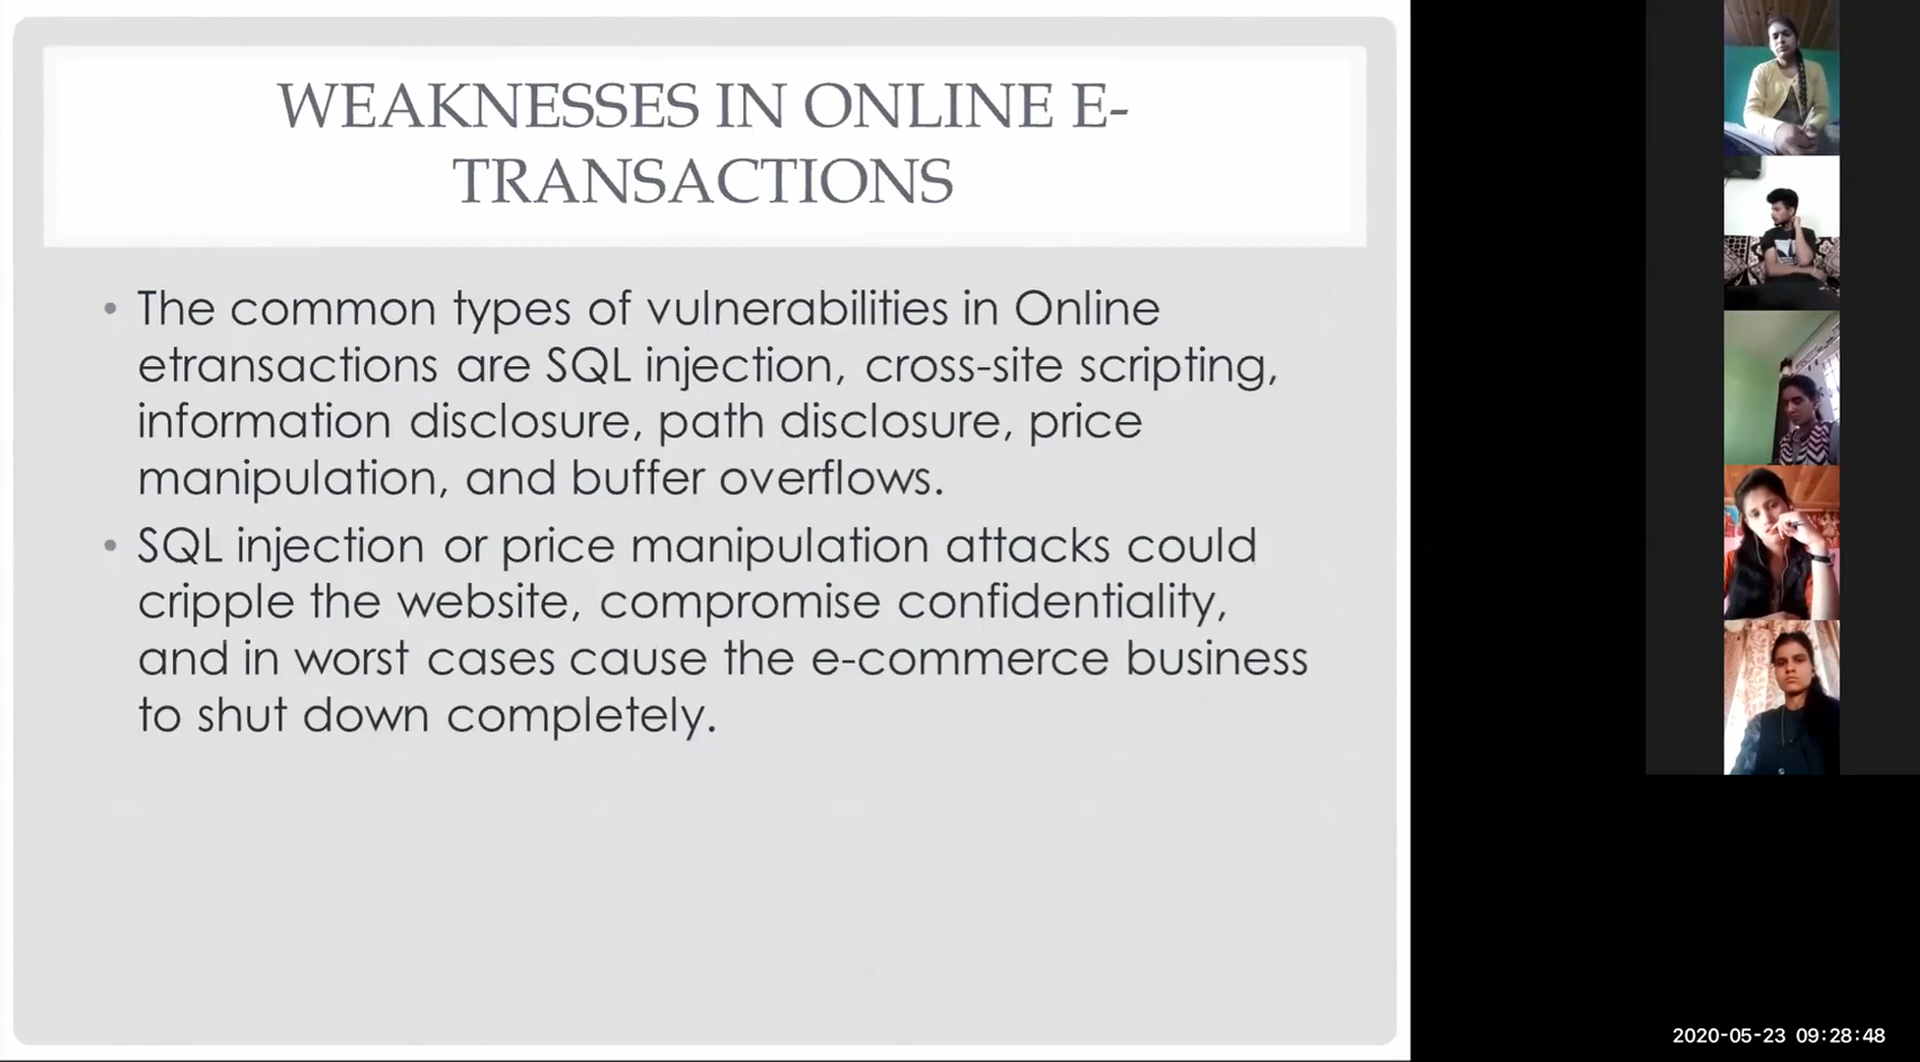 WEAKNESSES IN ONLINE E-
TRANSACTIONS
• The common types of vulnerabilities in Online
etransactions are SQL injection, cross-site scripting,
information disclosure, path disclosure, price
manipulation, and buffer overflows.
• SQL injection or price manipulation attacks could
cripple the website, compromise confidentiality,
and in worst cases cause the e-commerce business
to shut down completely.
2020-05-23 09:28:48